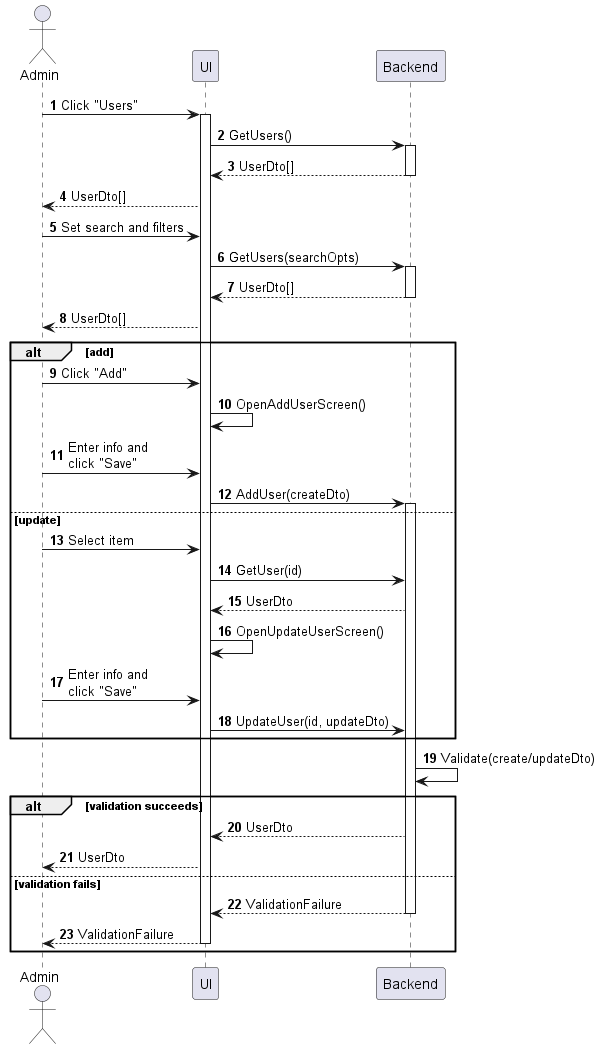 Admin
UI
Backend
1 Click "Users"
2 GetUsers()
3 UserDto[]
4 UserDto[]
5 Set search and filters
6 GetUsers(searchOpts)
7 UserDto[]
8 UserDto[]
alt [add]
9 Click "Add"
10 OpenAddUserScreen()
11 Enter info and
click "Save"
12 AddUser(createDto)
[update]
13 Select item
14 GetUser(id)
15 UserDto
16 OpenUpdateUserScreen()
17 Enter info and
click "Save"
18 UpdateUser(id, updateDto)
19 Validate(create/updateDto)
alt [validation succeeds]
20 UserDto
21 UserDto
[validation fails]
22 ValidationFailure
23 ValidationFailure
Admin
UI
Backend